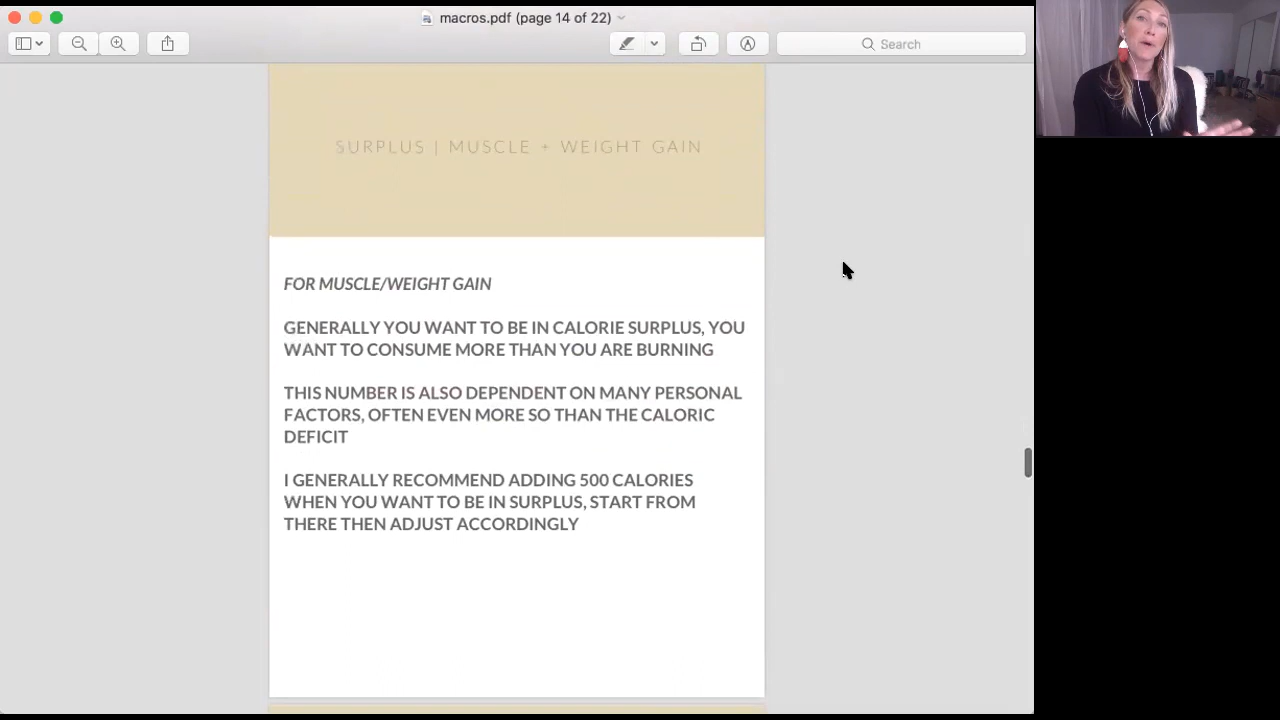 macros.pdf (page 14 of 22)
Search
SURPLUS | MUSCLE + WEIGHT GAIN
FOR MUSCLE/WEIGHT GAIN
GENERALLY YOU WANT TO BE IN CALORIE SURPLUS, YOU
WANT TO CONSUME MORE THAN YOU ARE BURNING
THIS NUMBER IS ALSO DEPENDENT ON MANY PERSONAL
FACTORS, OFTEN EVEN MORE SO THAN THE CALORIC
DEFICIT
I GENERALLY RECOMMEND ADDING 500 CALORIES
WHEN YOU WANT TO BE IN SURPLUS, START FROM
THERE THEN ADJUST ACCORDINGLY